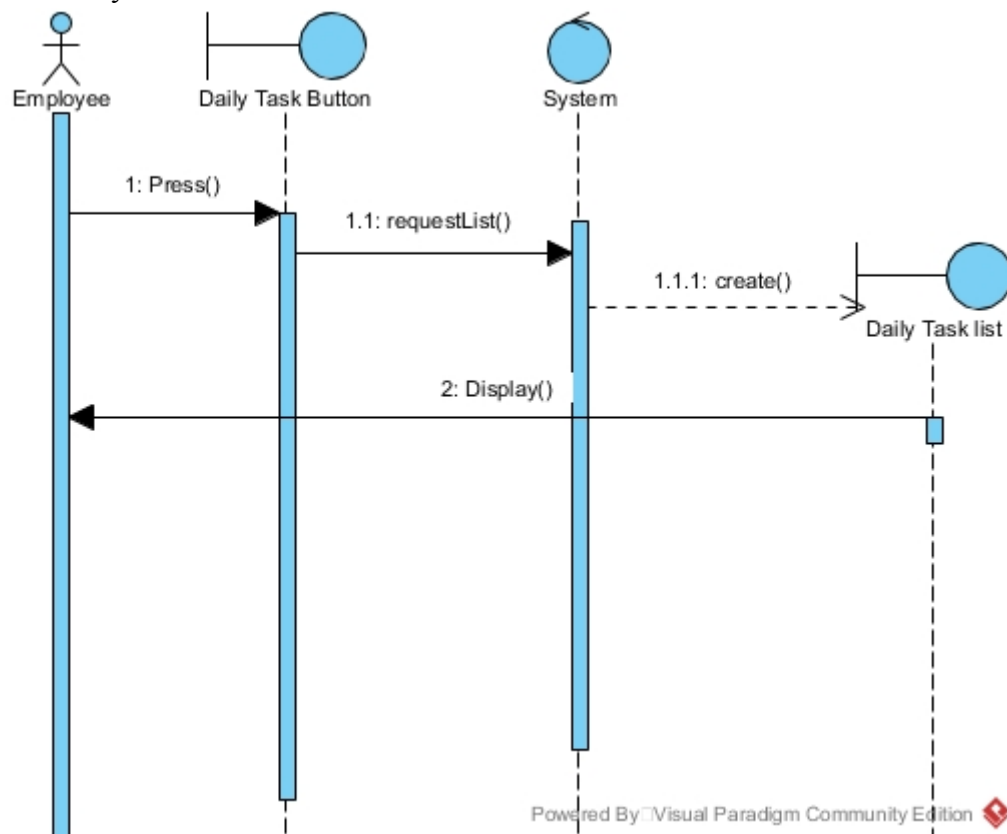 Employee
Daily Task Button
System
1: Press()
1.1: requestList()
1.1.1: create()
Daily Task list
2: Display()
Powered By Visual Paradigm Community Edition